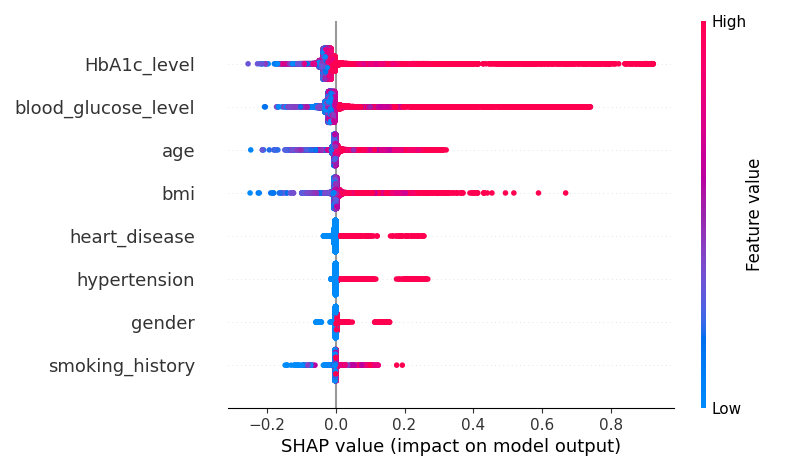 High
HbA1c_level
blood_glucose_level
age
bmi
heart_disease
hypertension
gender
smoking_history
Feature value
Low
−0.2 0.0 0.2 0.4 0.6 0.8
SHAP value (impact on model output)